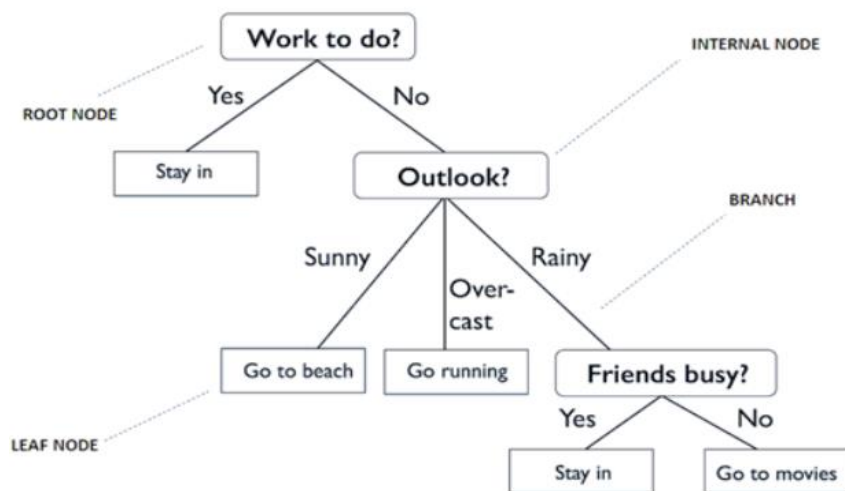 Work to do?
INTERNAL NODE
Yes
No
ROOT NODE
Stay in
Outlook?
BRANCH
Sunny
Rainy
Over-
cast
Go to beach
Go running
Friends busy?
Yes
No
LEAF NODE
Stay in
Go to movies